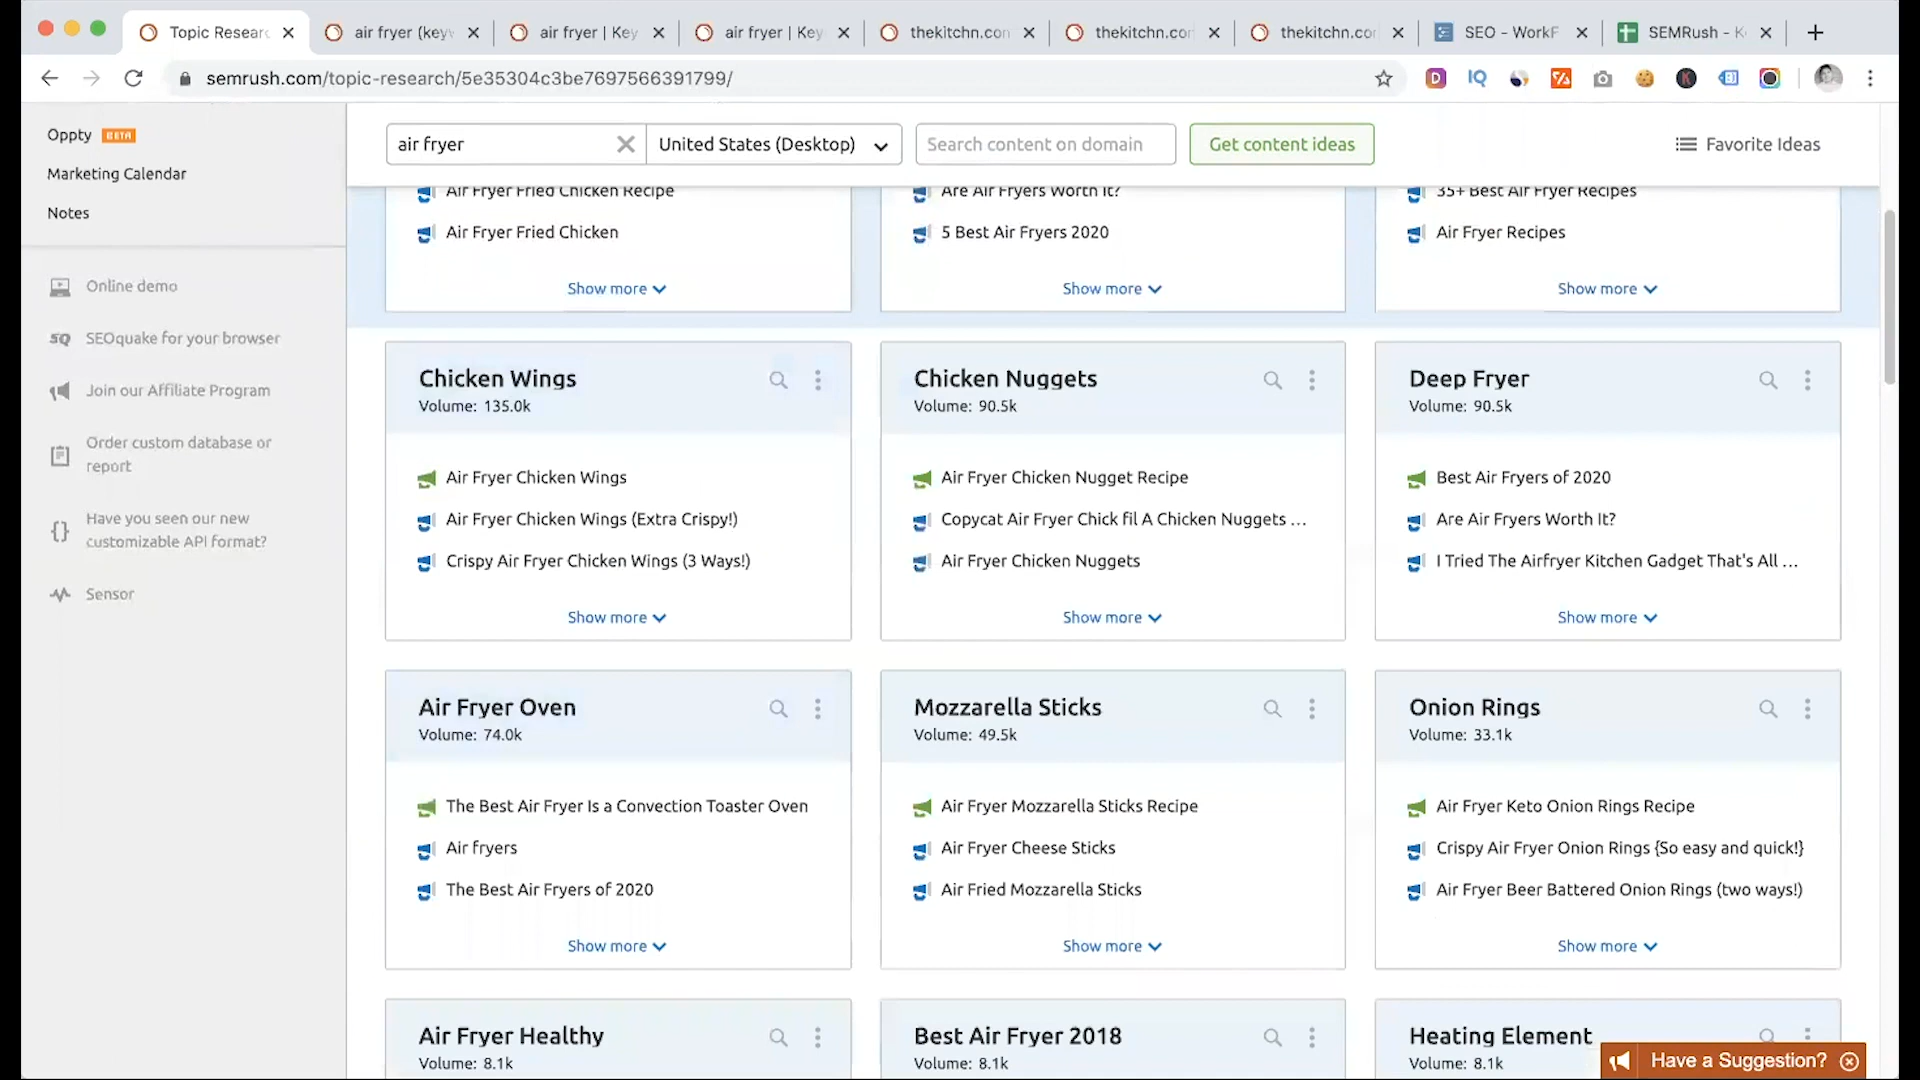 Topic Researc
air fryer (keyw
air fryer | Key
air fryer | Key
thekitchn.con
thekitchn.con
thekitchn.cor
SEO - WorkF
SEMRush - K
semrush.com/topic-research/5e35304c3be7697566391799/
Oppty BETA
Marketing Calendar
Notes
Online demo
SEOquake for your browser
Join our Affiliate Program
Order custom database or
report
Have you seen our new
customizable API format?
Sensor
air fryer
United States (Desktop)
Search content on domain
Get content ideas
Favorite Ideas
Air Fryer Fried Chicken Recipe
Air Fryer Fried Chicken
Show more
Are Air Fryers Worth It?
5 Best Air Fryers 2020
Show more
35+ Best Air Fryer Recipes
Air Fryer Recipes
Show more
Chicken Wings
Volume: 135.0k
Air Fryer Chicken Wings
Air Fryer Chicken Wings (Extra Crispy!)
Crispy Air Fryer Chicken Wings (3 Ways!)
Show more
Chicken Nuggets
Volume: 90.5k
Air Fryer Chicken Nugget Recipe
Copycat Air Fryer Chick fil A Chicken Nuggets ...
Air Fryer Chicken Nuggets
Show more
Deep Fryer
Volume: 90.5k
Best Air Fryers of 2020
Are Air Fryers Worth It?
I Tried The Airfryer Kitchen Gadget That's All ...
Show more
Air Fryer Oven
Volume: 74.0k
The Best Air Fryer Is a Convection Toaster Oven
Air fryers
The Best Air Fryers of 2020
Show more
Mozzarella Sticks
Volume: 49.5k
Air Fryer Mozzarella Sticks Recipe
Air Fryer Cheese Sticks
Air Fried Mozzarella Sticks
Show more
Onion Rings
Volume: 33.1k
Air Fryer Keto Onion Rings Recipe
Crispy Air Fryer Onion Rings {So easy and quick!}
Air Fryer Beer Battered Onion Rings (two ways!)
Show more
Air Fryer Healthy
Volume: 8.1k
Best Air Fryer 2018
Volume: 8.1k
Heating Element
Volume: 8.1k
Have a Suggestion?